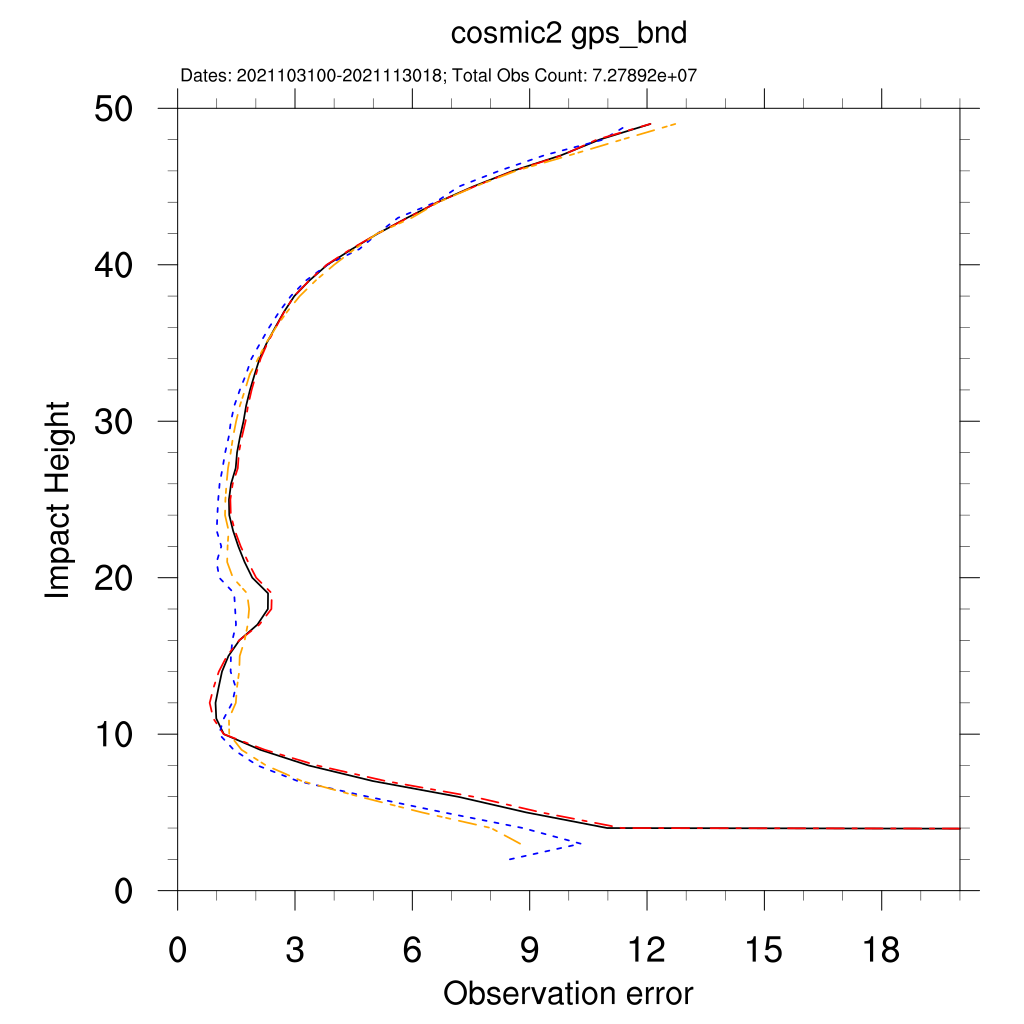 cosmic2 gps_bnd
Dates: 2021103100-2021113018; Total Obs Count: 7.27892e+07
50
40
30
20
10
0
Impact Height
0 3 6 9 12 15 18
Observation error